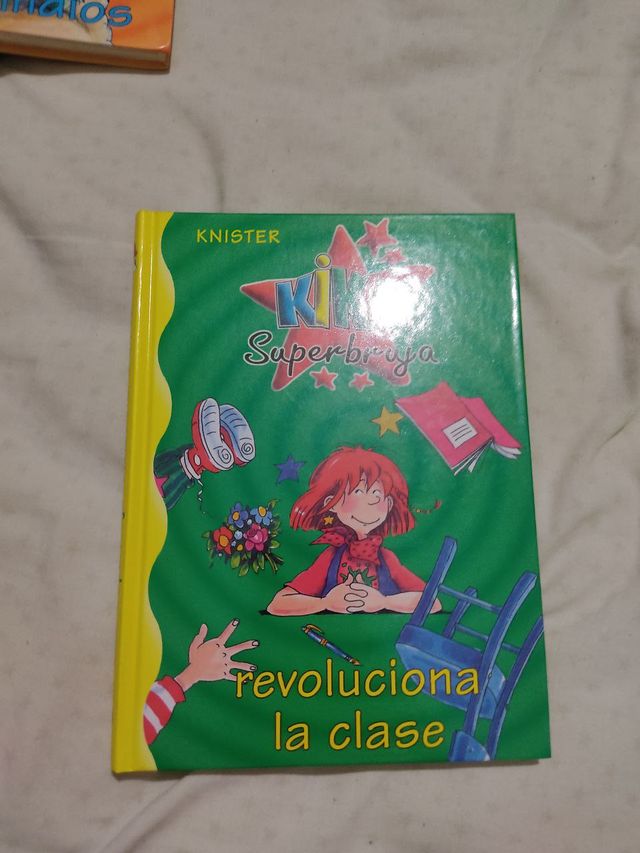 KNISTER
Superbruja
revoluciona
la clase